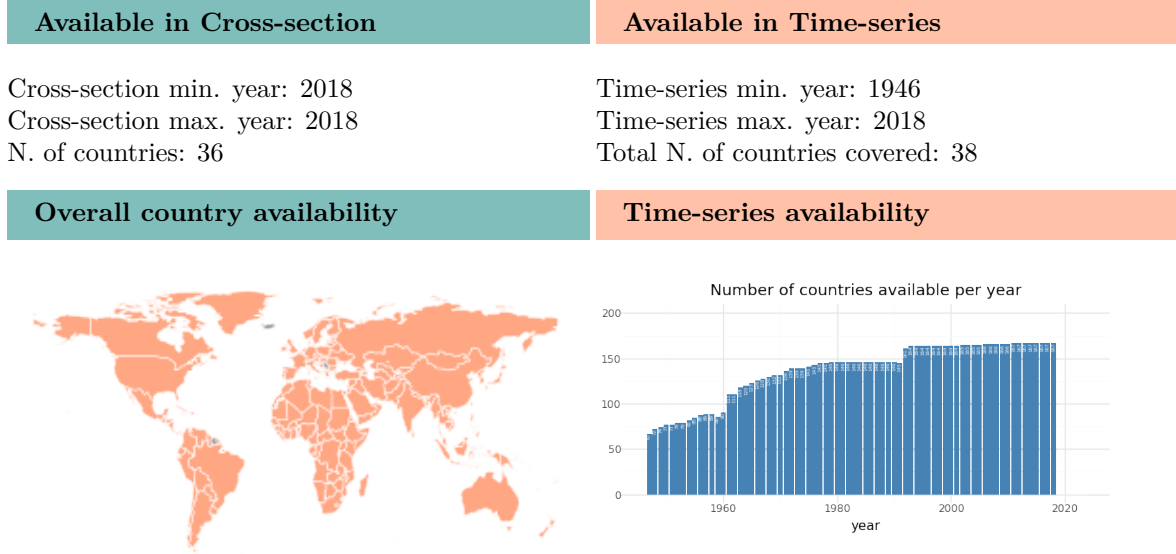 Available in Cross-section
Available in Time-series
Cross-section min. year: 2018
Cross-section max. year: 2018
N. of countries: 36
Time-series min. year: 1946
Time-series max. year: 2018
Total N. of countries covered: 38
Overall country availability
Time-series availability
Number of countries available per year
200
150
100
50
0
1960
1980
2000
2020
year